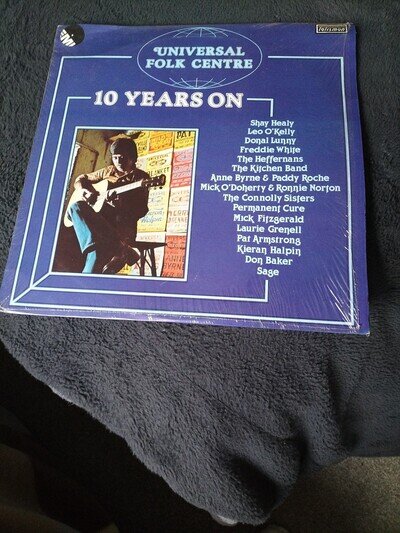 EMI
Talisman
UNIVERSAL
FOLK CENTRE
10 YEARS ON
Shay Healy
Leo O'Kelly
Donal Lunny
Freddie White
The Heffernans
The Kitchen Band
Anne Byrne & Paddy Roche
Mick O'Doherty & Ronnie Norton
The Connolly Sisters
Permanent Cure
Mick Fitzgerald
Laurie Grenell
Pat Armstrong
Kieran Halpin
Don Baker
Sage